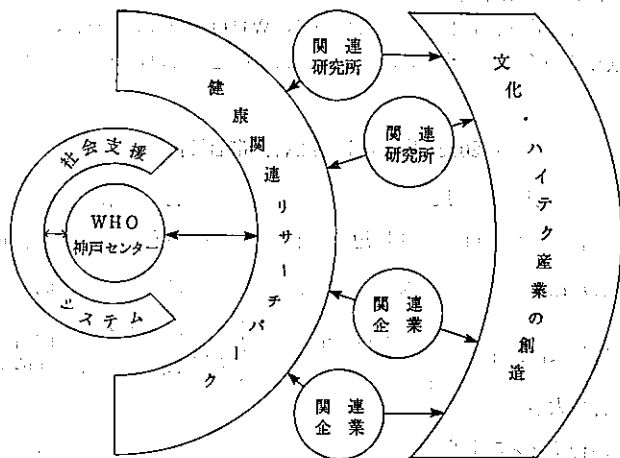 社会支援
システム
WHO
神戸センター
健康関連リサーチパーク
関連
研究所
関連
研究所
関連
企業
関連
企業
文化・ハイテク産業の創造